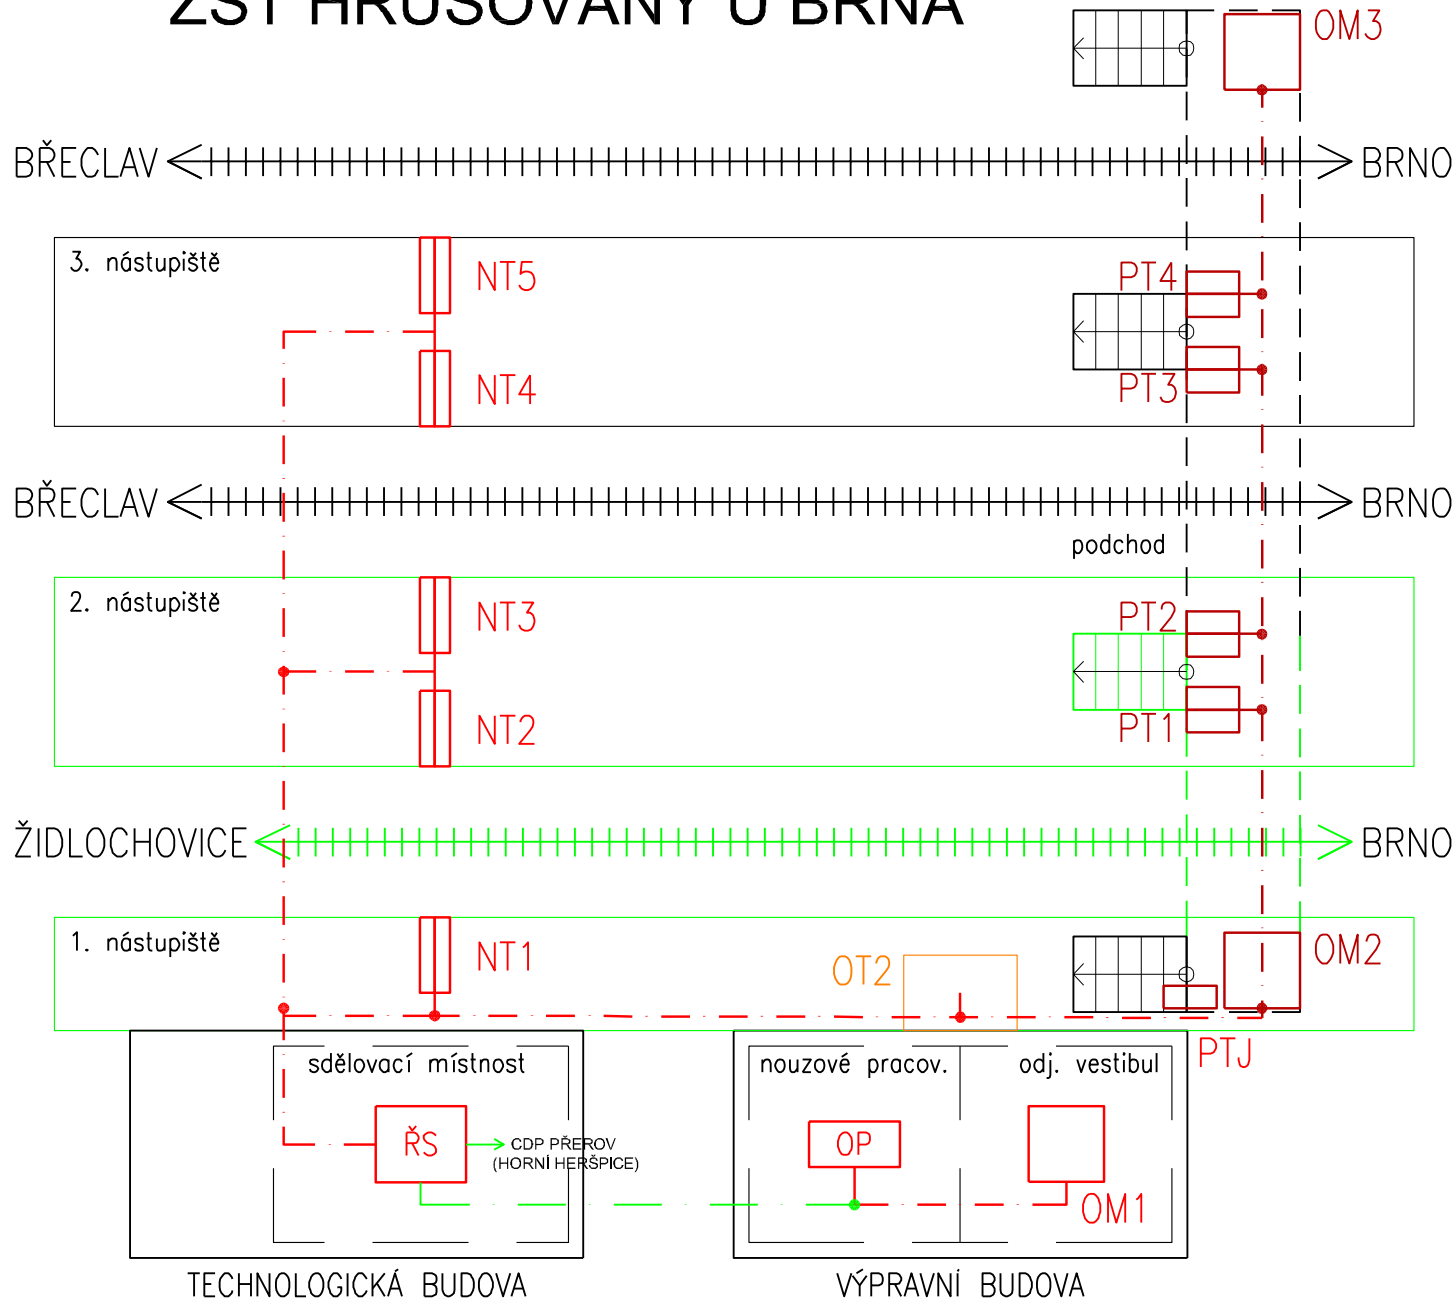 ŽST HRUŠOVANY U BRNA
OM3
BŘECLAV
BRNO
3. nástupiště
NT5
PT4
NT4
PT3
BŘECLAV
BRNO
podchod
2. nástupiště
NT3
PT2
NT2
PT1
ŽIDLOCHOVICE
BRNO
1. nástupiště
NT1
OT2
OM2
PTJ
sdělovací místnost
nouzové pracov.
odj. vestibul
ŘS
CDP PŘEROV
(HORNÍ HERŠPICE)
OP
OM1
TECHNOLOGICKÁ BUDOVA
VÝPRAVNÍ BUDOVA